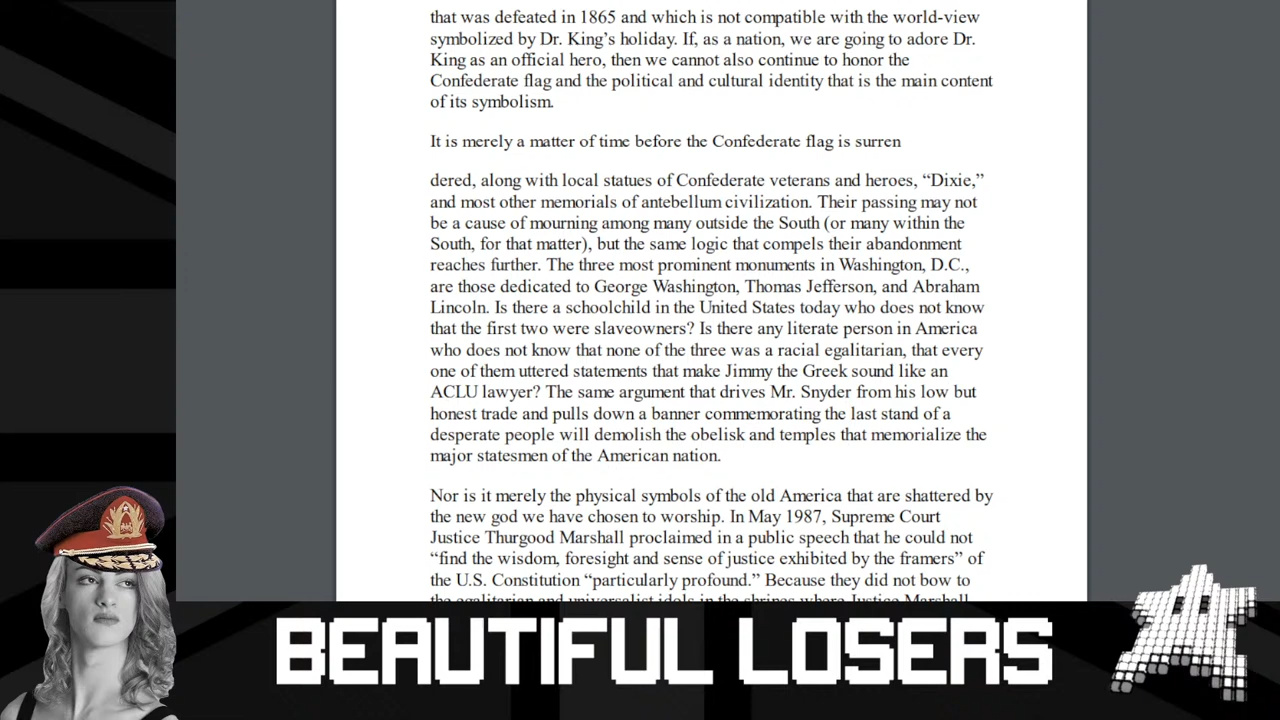 that was defeated in 1865 and which is not compatible with the world-view
symbolized by Dr. King’s holiday. If, as a nation, we are going to adore Dr.
King as an official hero, then we cannot also continue to honor the
Confederate flag and the political and cultural identity that is the main content
of its symbolism.
It is merely a matter of time before the Confederate flag is surren
dered, along with local statues of Confederate veterans and heroes, “Dixie,”
and most other memorials of antebellum civilization. Their passing may not
be a cause of mourning among many outside the South (or many within the
South, for that matter), but the same logic that compels their abandonment
reaches further. The three most prominent monuments in Washington, D.C.,
are those dedicated to George Washington, Thomas Jefferson, and Abraham
Lincoln. Is there a schoolchild in the United States today who does not know
that the first two were slaveowners? Is there any literate person in America
who does not know that none of the three was a racial egalitarian, that every
one of them uttered statements that make Jimmy the Greek sound like an
ACLU lawyer? The same argument that drives Mr. Snyder from his low but
honest trade and pulls down a banner commemorating the last stand of a
desperate people will demolish the obelisk and temples that memorialize the
major statesmen of the American nation.
Nor is it merely the physical symbols of the old America that are shattered by
the new god we have chosen to worship. In May 1987, Supreme Court
Justice Thurgood Marshall proclaimed in a public speech that he could not
“find the wisdom, foresight and sense of justice exhibited by the framers” of
the U.S. Constitution “particularly profound.” Because they did not bow to
the egalitarian and universalist idols in the shrines where Justice Marshall
BEAUTIFUL LOSERS